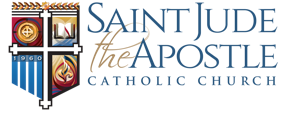 SAINT JUDE
the APOSTLE
CATHOLIC CHURCH
1960